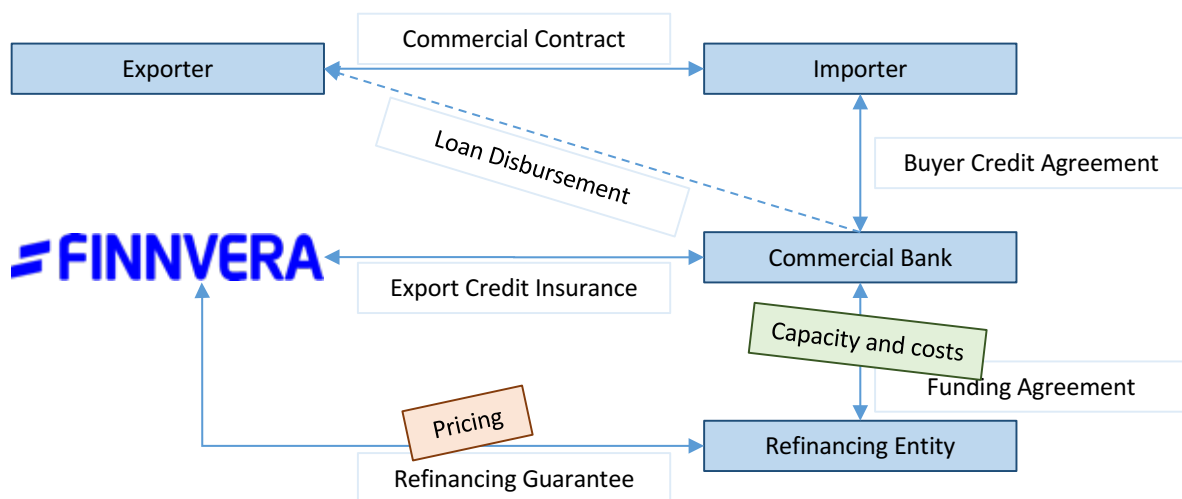 Commercial Contract
Exporter
Importer
Loan Disbursement
Buyer Credit Agreement
FINNVERA
Commercial Bank
Export Credit Insurance
Capacity and costs
Funding Agreement
Pricing
Refinancing Entity
Refinancing Guarantee